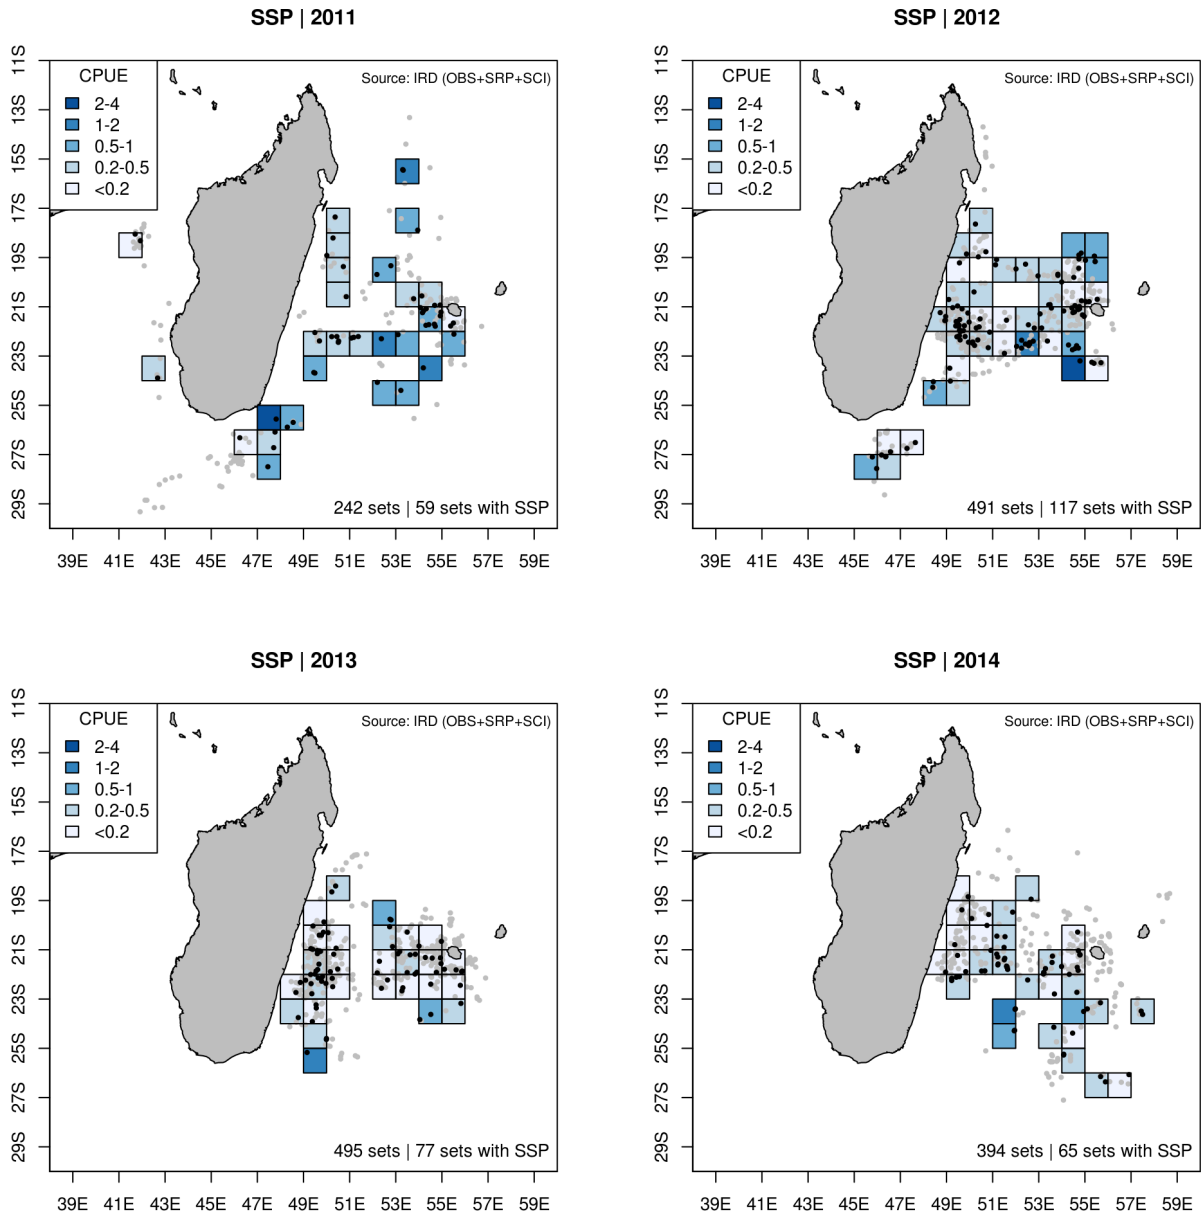 SSP | 2011
CPUE
2-4
1-2
0.5-1
0.2-0.5
<0.2
Source: IRD (OBS+SRP+SCI)
11S
13S
15S
17S
19S
21S
23S
25S
27S
29S
242 sets | 59 sets with SSP
39E 41E 43E 45E 47E 49E 51E 53E 55E 57E 59E
SSP | 2012
CPUE
2-4
1-2
0.5-1
0.2-0.5
<0.2
Source: IRD (OBS+SRP+SCI)
11S
13S
15S
17S
19S
21S
23S
25S
27S
29S
491 sets | 117 sets with SSP
39E 41E 43E 45E 47E 49E 51E 53E 55E 57E 59E
SSP | 2013
CPUE
2-4
1-2
0.5-1
0.2-0.5
<0.2
Source: IRD (OBS+SRP+SCI)
11S
13S
15S
17S
19S
21S
23S
25S
27S
29S
495 sets | 77 sets with SSP
39E 41E 43E 45E 47E 49E 51E 53E 55E 57E 59E
SSP | 2014
CPUE
2-4
1-2
0.5-1
0.2-0.5
<0.2
Source: IRD (OBS+SRP+SCI)
11S
13S
15S
17S
19S
21S
23S
25S
27S
29S
394 sets | 65 sets with SSP
39E 41E 43E 45E 47E 49E 51E 53E 55E 57E 59E